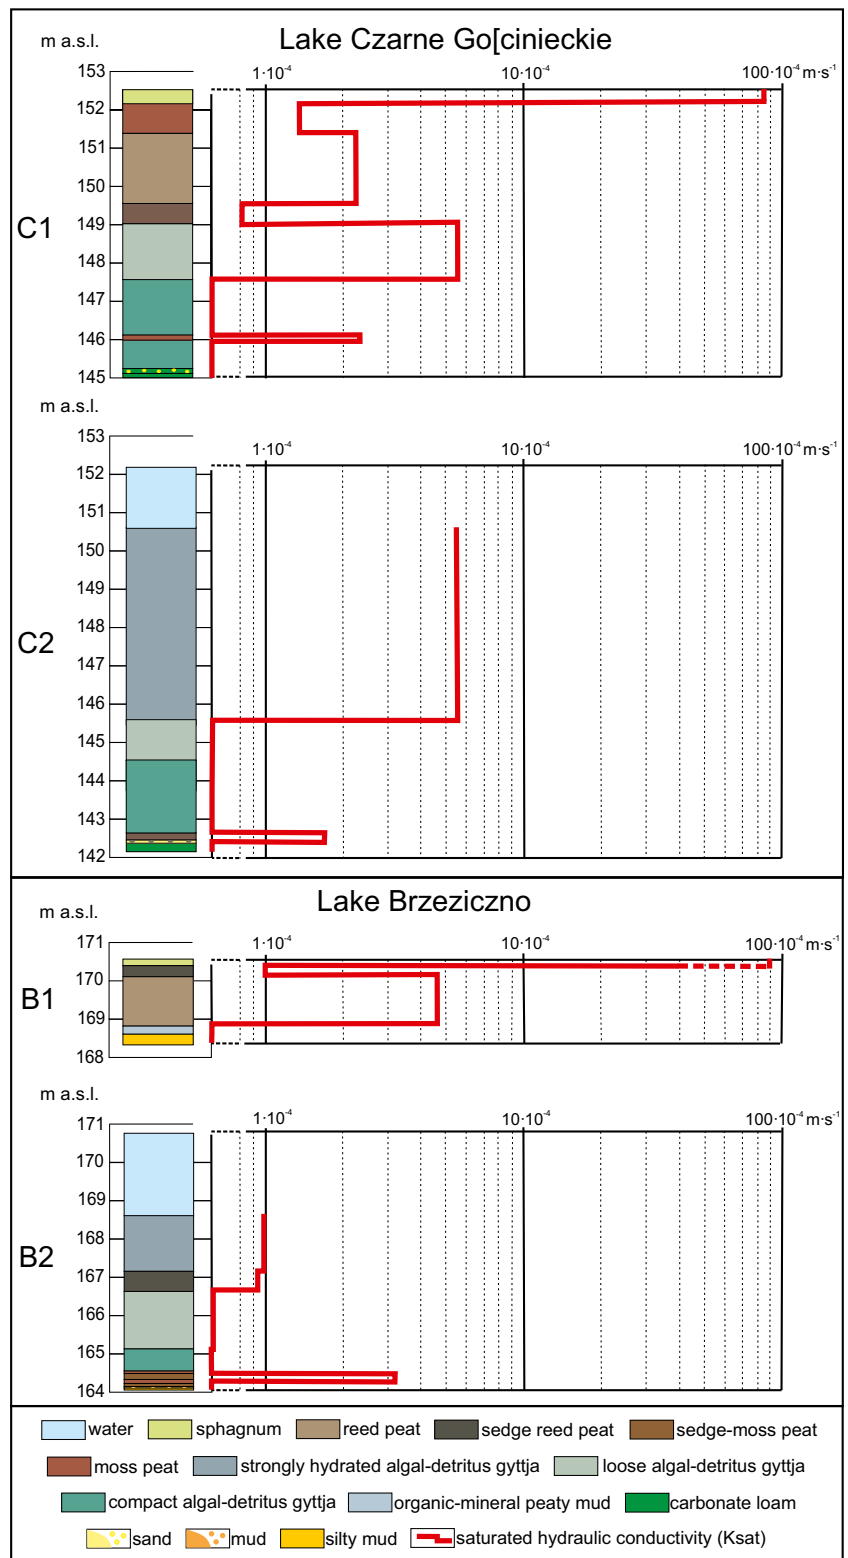 Lake Czarne Go[cinieckie
m a.s.l.
1·10⁻⁴ 10·10⁻⁴ 100·10⁻⁴ m·s⁻¹
153
152
151
150
149
148
147
146
145
C1
m a.s.l.
1·10⁻⁴ 10·10⁻⁴ 100·10⁻⁴ m·s⁻¹
153
152
151
150
149
148
147
146
145
144
143
142
C2
Lake Brzeziczno
m a.s.l.
1·10⁻⁴ 10·10⁻⁴ 100·10⁻⁴ m·s⁻¹
171
170
169
168
B1
m a.s.l.
1·10⁻⁴ 10·10⁻⁴ 100·10⁻⁴ m·s⁻¹
171
170
169
168
167
166
165
164
B2
water sphagnum reed peat sedge reed peat sedge-moss peat
moss peat strongly hydrated algal-detritus gyttja loose algal-detritus gyttja
compact algal-detritus gyttja organic-mineral peaty mud carbonate loam
sand mud silty mud saturated hydraulic conductivity (Ksat)